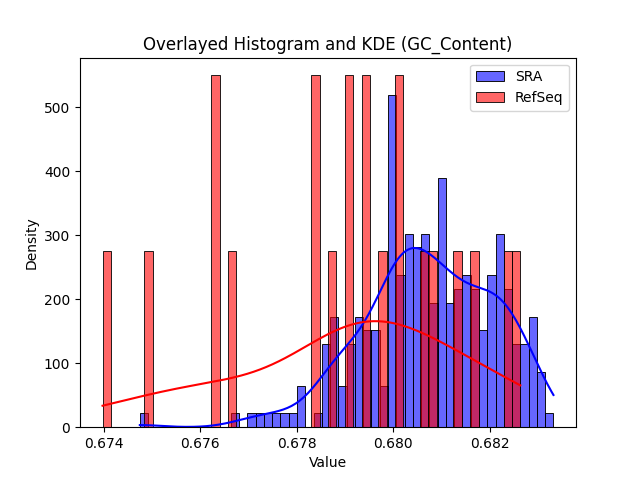 Overlayed Histogram and KDE (GC_Content)
SRA
RefSeq
500
400
300
200
100
0
Density
0.674 0.676 0.678 0.680 0.682
Value